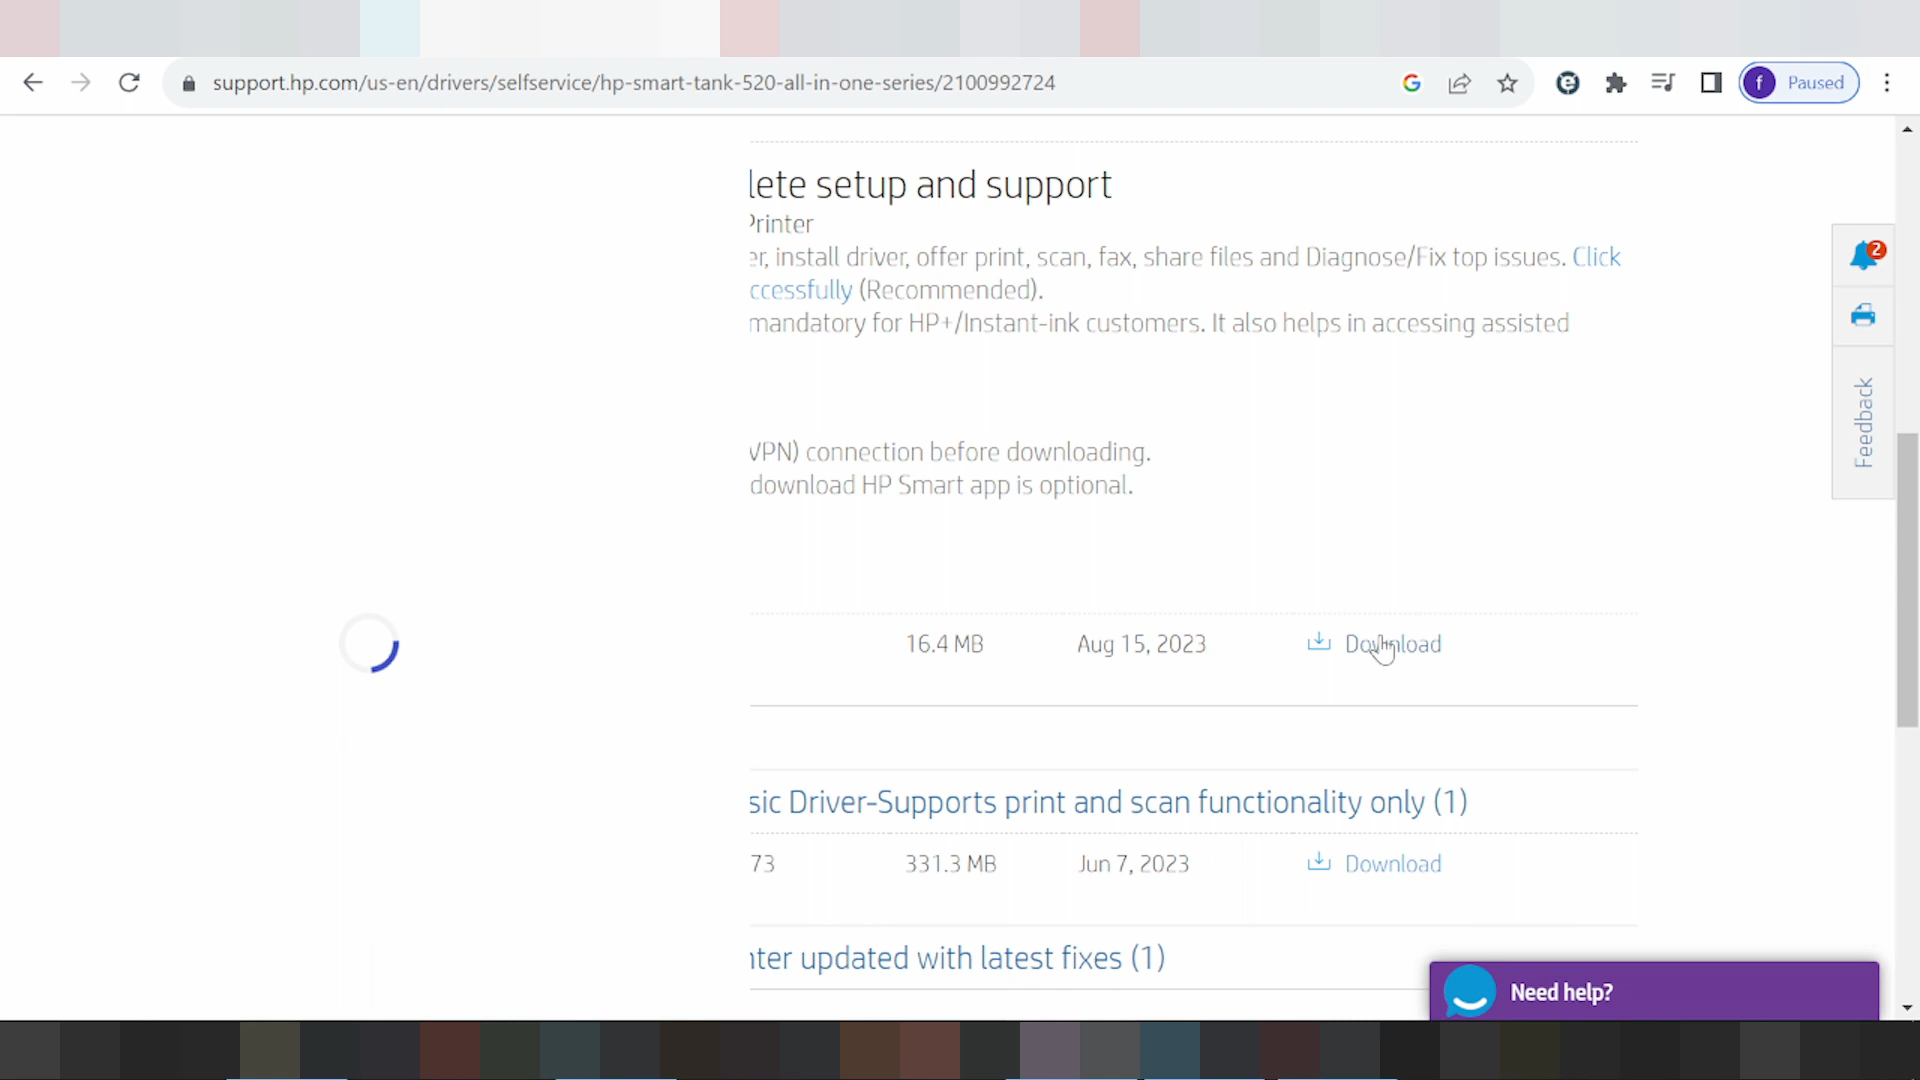 support.hp.com/us-en/drivers/selfservice/hp-smart-tank-520-all-in-one-series/2100992724
f Paused
lete setup and support
Printer
er, install driver, offer print, scan, fax, share files and Diagnose/Fix top issues. Click
ccessfully (Recommended).
mandatory for HP+/Instant-ink customers. It also helps in accessing assisted
VPN) connection before downloading.
download HP Smart app is optional.
16.4 MB Aug 15, 2023 Download
sic Driver-Supports print and scan functionality only (1)
73 331.3 MB Jun 7, 2023 Download
nter updated with latest fixes (1)
2
Feedback
Need help?